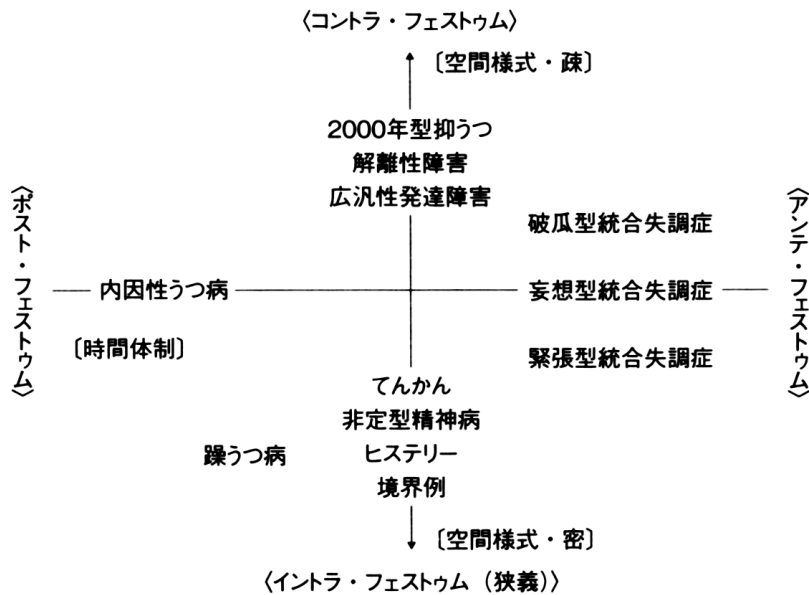 〈コントラ・フェストゥム〉
〔空間様式・疎〕
2000年型抑うつ
解離性障害
広汎性発達障害
〈ポスト・フェストゥム〉
〈アンテ・フェストゥム〉
破瓜型統合失調症
内因性うつ病
妄想型統合失調症
〔時間体制〕
緊張型統合失調症
てんかん
非定型精神病
躁うつ病
ヒステリー
境界例
〔空間様式・密〕
〈イントラ・フェストゥム（狭義）〉